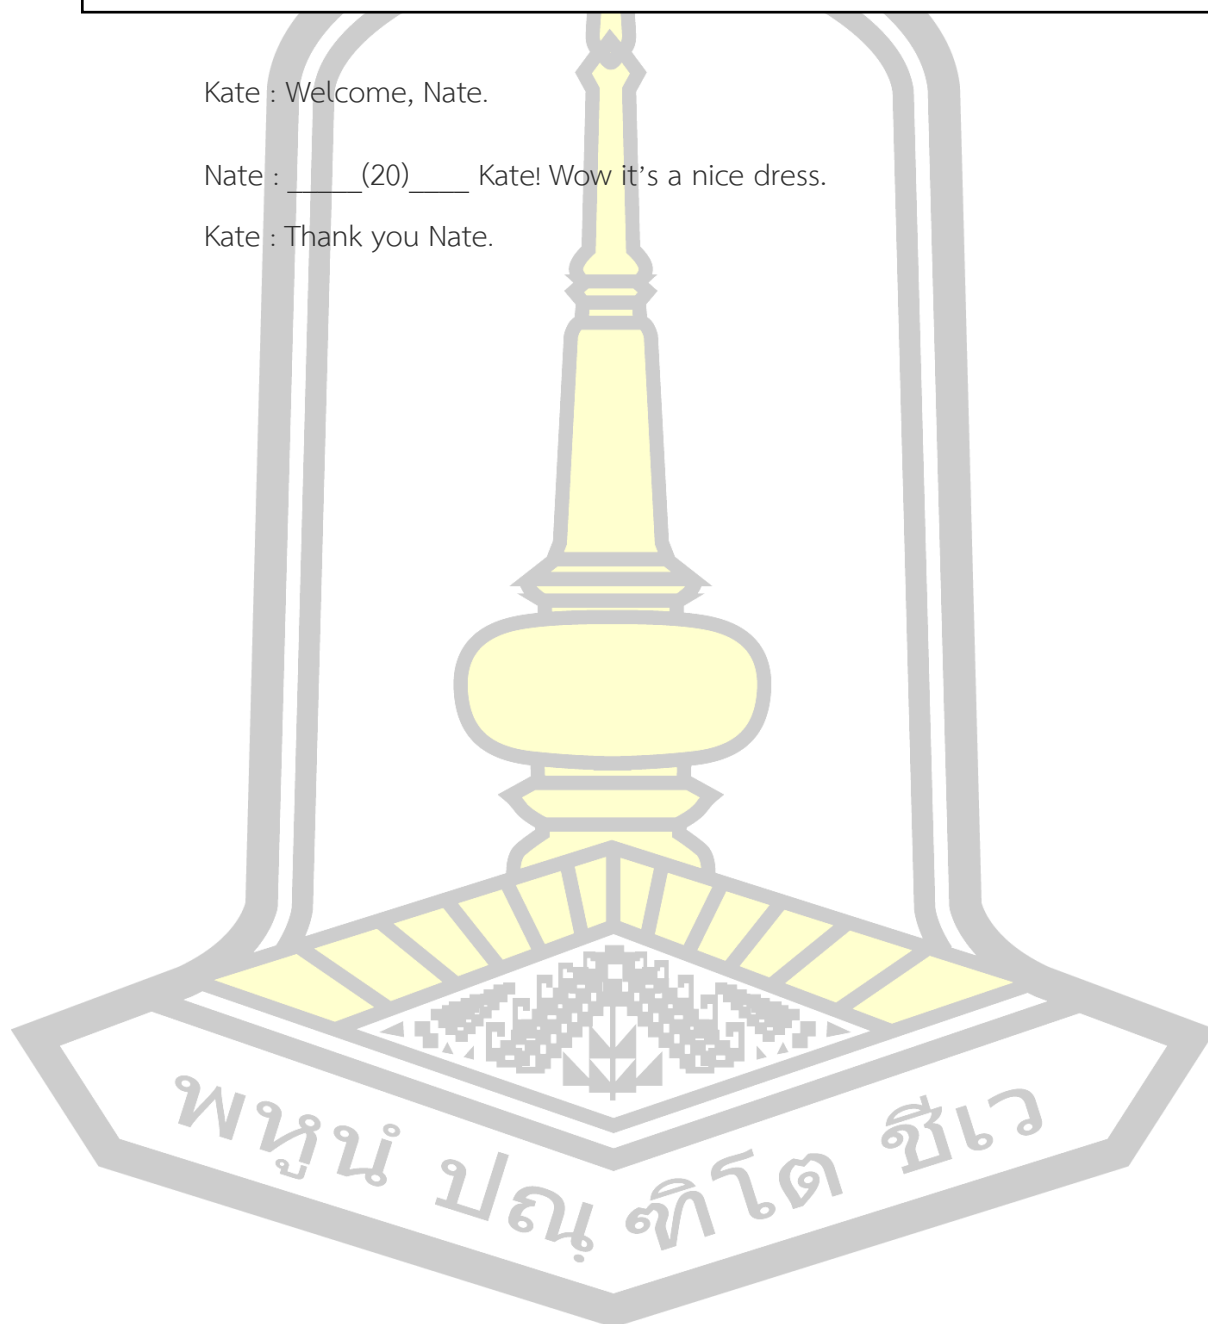 Kate : Welcome, Nate.
Nate : _____(20)____ Kate! Wow it’s a nice dress.
Kate : Thank you Nate.
พหูนํ ปณฺฑิโต ชีเว